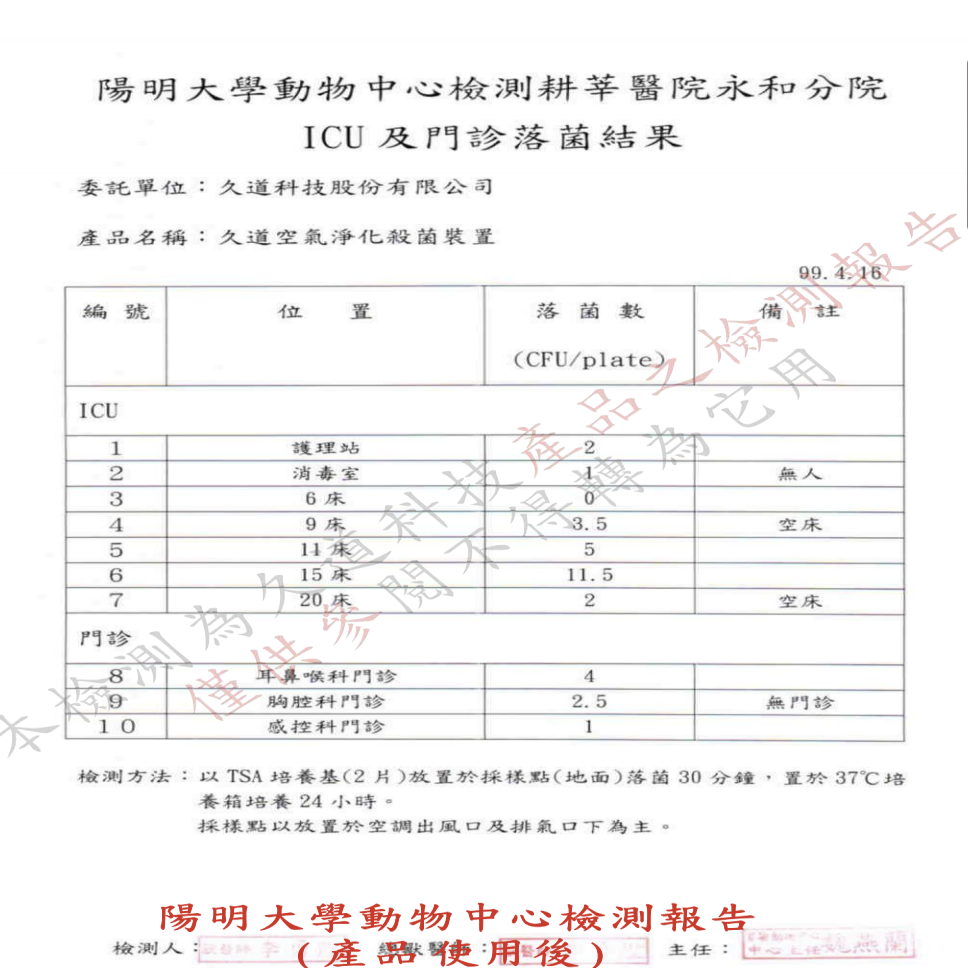 陽明大學動物中心檢測耕莘醫院永和分院
ICU 及門診落菌結果
委託單位：久道科技股份有限公司
產品名稱：久道空氣淨化殺菌裝置
99.4.16
編號 位置 落菌數 (CFU/plate) 備註
ICU
1 護理站 2
2 消毒室 1 無人
3 6 床 0
4 9 床 3.5 空床
5 11 床 5
6 15 床 11.5
7 20 床 2 空床
門診
8 耳鼻喉科門診 4
9 胸腔科門診 2.5 無門診
10 感控科門診 1
檢測方法：以 TSA 培養基(2 片)放置於採樣點(地面)落菌 30 分鐘，置於 37℃培
養箱培養 24 小時。
採樣點以放置於空調出風口及排氣口下為主。
本檢測為久道科技產品之檢測報告
僅供參閱不得轉為它用
陽明大學動物中心檢測報告
(產品使用後)
檢測人： 獸醫師： 主任：